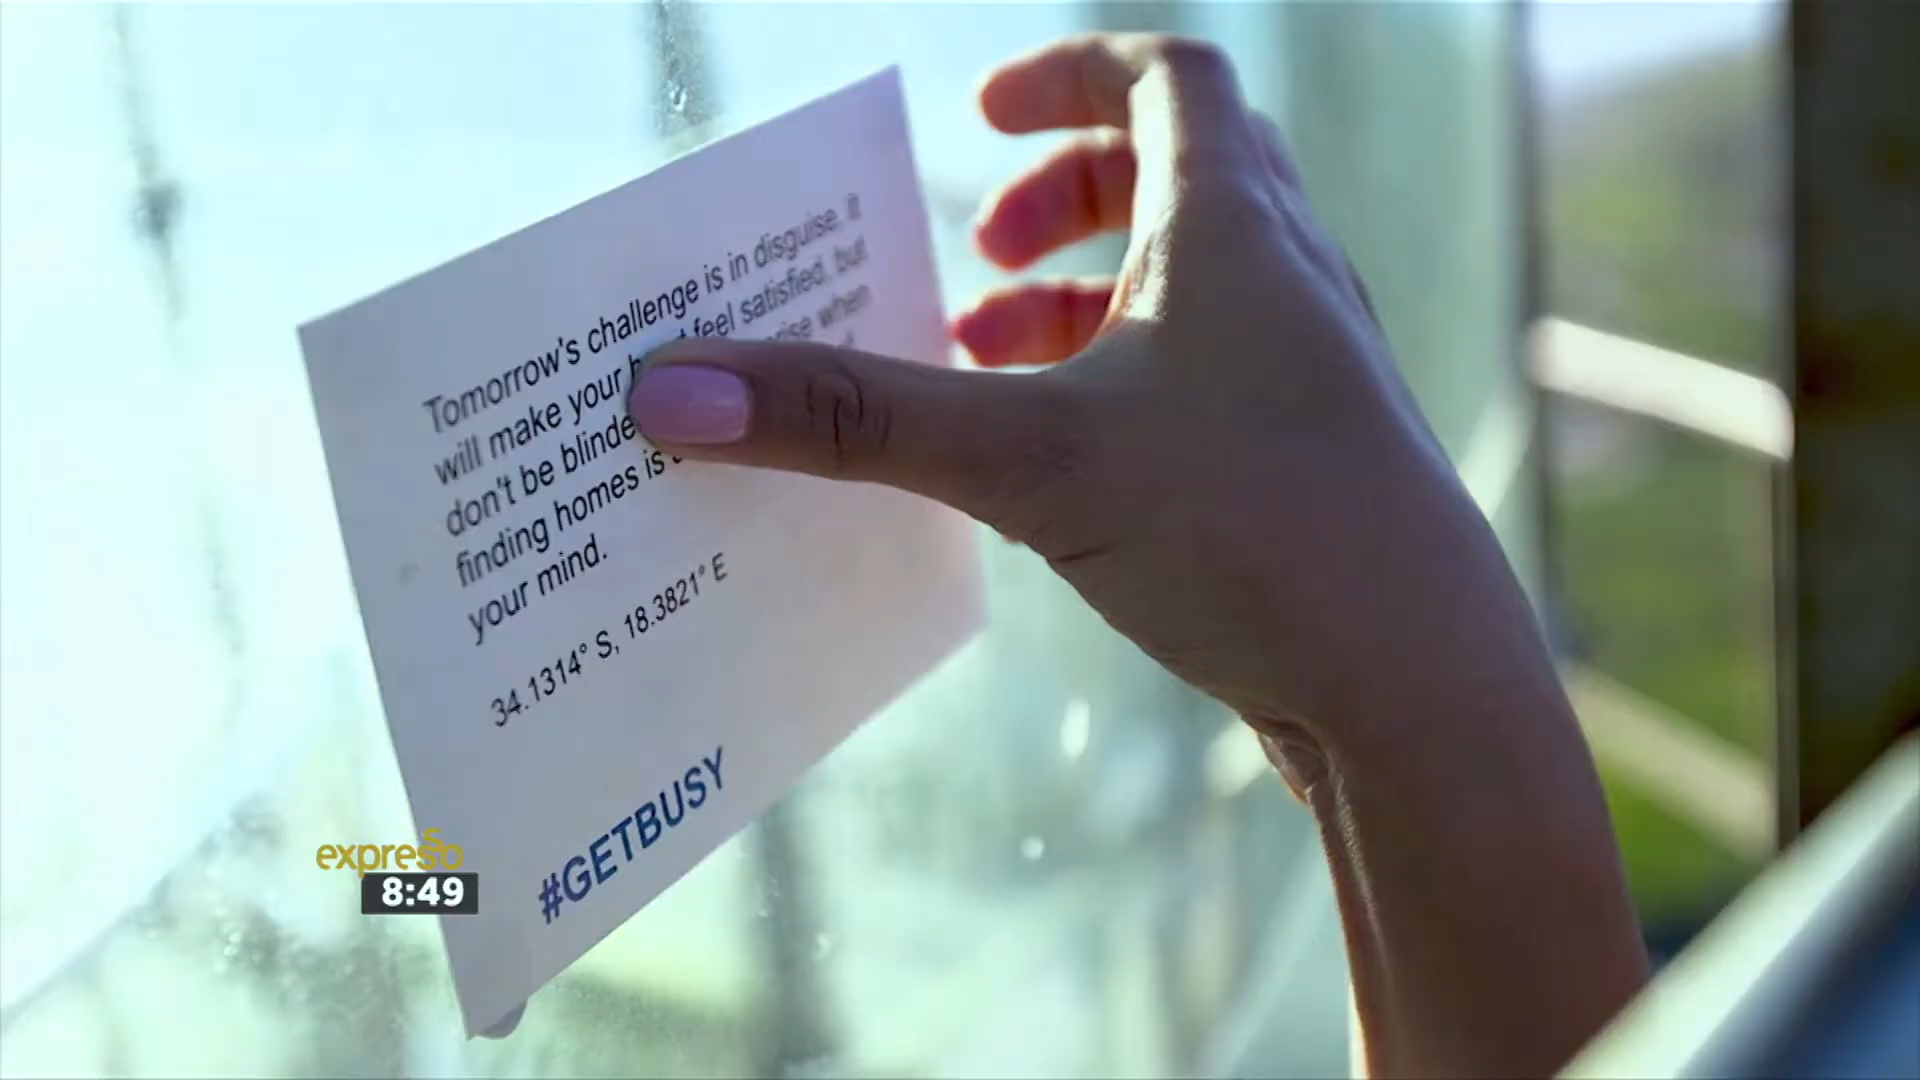 Tomorrow's challenge is in disguise. It
will make your feel satisfied, but
don't be when
finding homes is
your mind.
34.1314° S, 18.3821° E
#GETBUSY
expresso
8:49